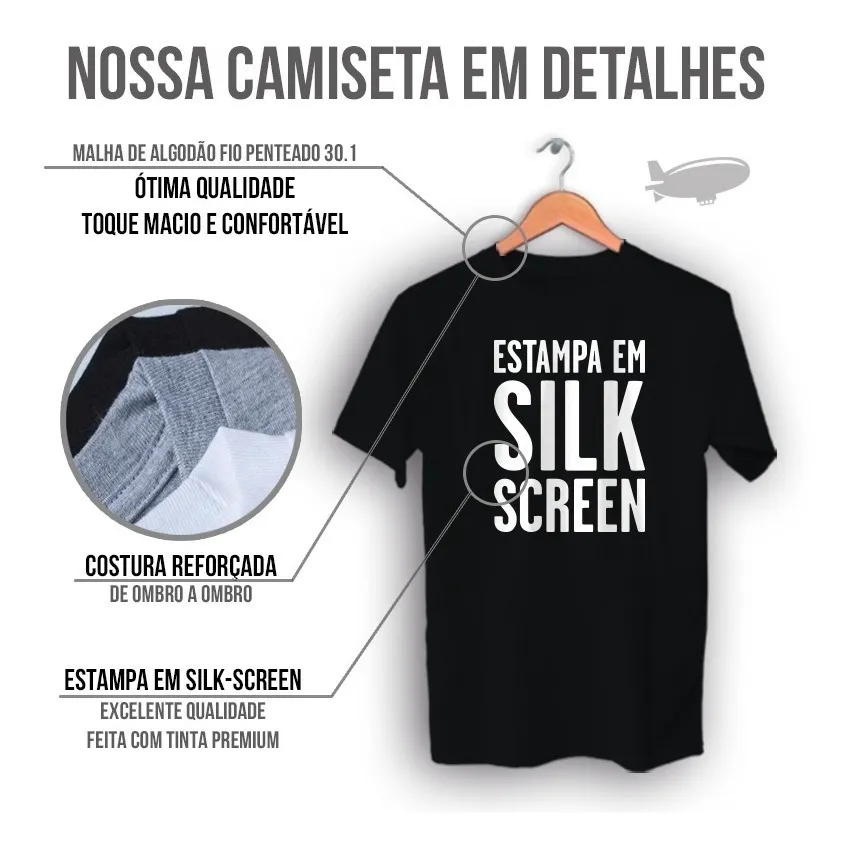 NOSSA CAMISETA EM DETALHES
MALHA DE ALGODÃO FIO PENTEADO 30.1
ÓTIMA QUALIDADE
TOQUE MACIO E CONFORTÁVEL
ESTAMPA EM
SILK
SCREEN
COSTURA REFORÇADA
DE OMBRO A OMBRO
ESTAMPA EM SILK-SCREEN
EXCELENTE QUALIDADE
FEITA COM TINTA PREMIUM